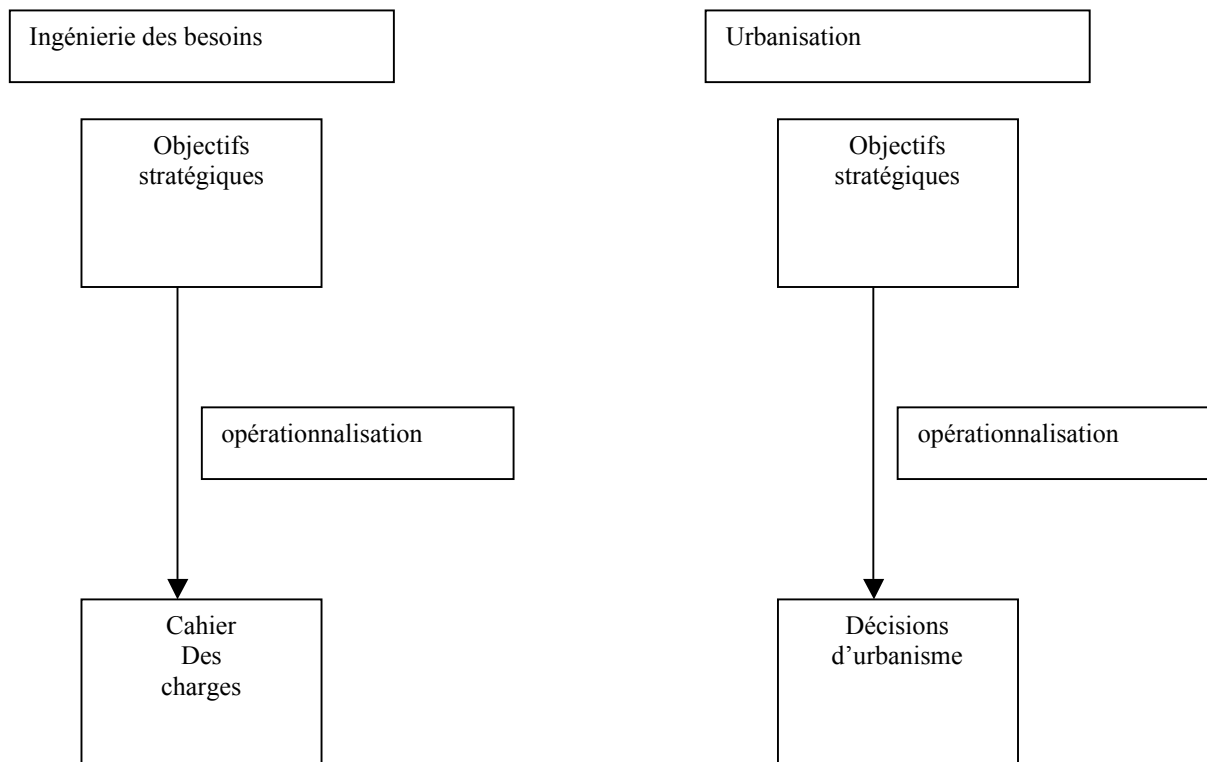 Ingénierie des besoins
Objectifs
stratégiques
opérationnalisation
Cahier
Des
charges
Urbanisation
Objectifs
stratégiques
opérationnalisation
Décisions
d’urbanisme